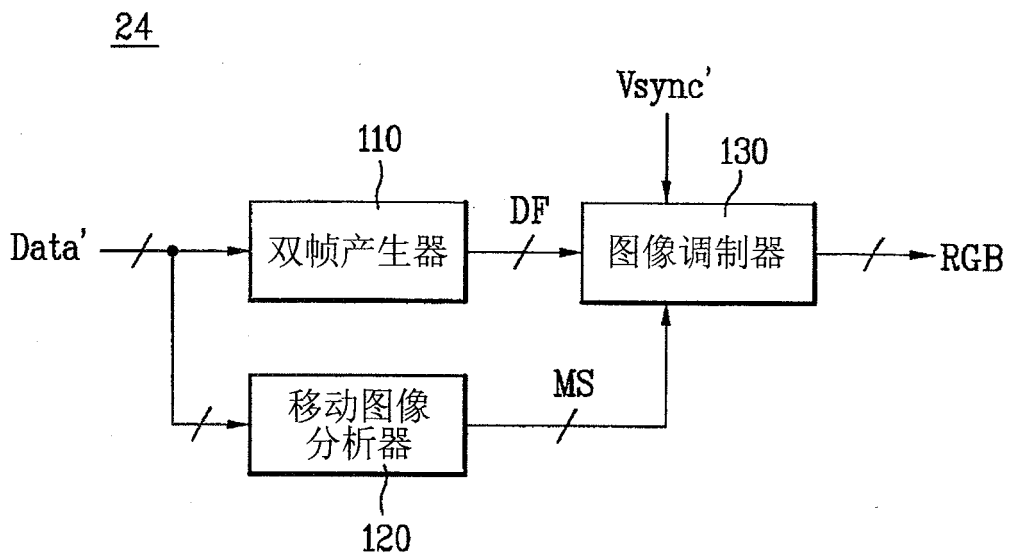 24
Vsync'
110
130
Data'
双帧产生器
DF
图像调制器
RGB
移动图像
分析器
MS
120